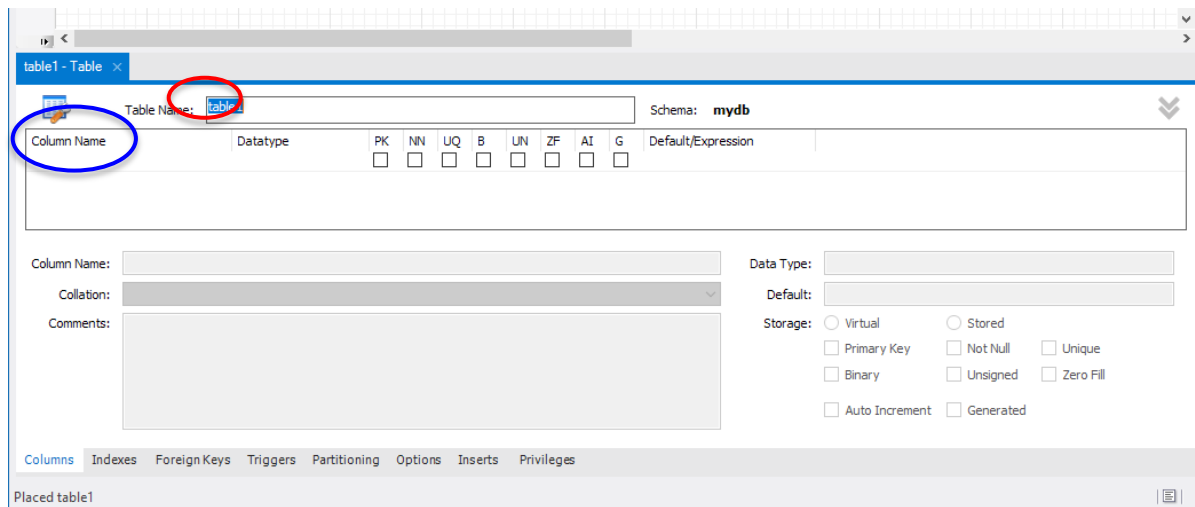 table1 - Table ×
Table Name: table1 Schema: mydb
Column Name Datatype PK NN UQ B UN ZF AI G Default/Expression
Column Name: Data Type:
Collation: Default:
Comments: Storage: Virtual Stored
Primary Key Not Null Unique
Binary Unsigned Zero Fill
Auto Increment Generated
Columns Indexes Foreign Keys Triggers Partitioning Options Inserts Privileges
Placed table1